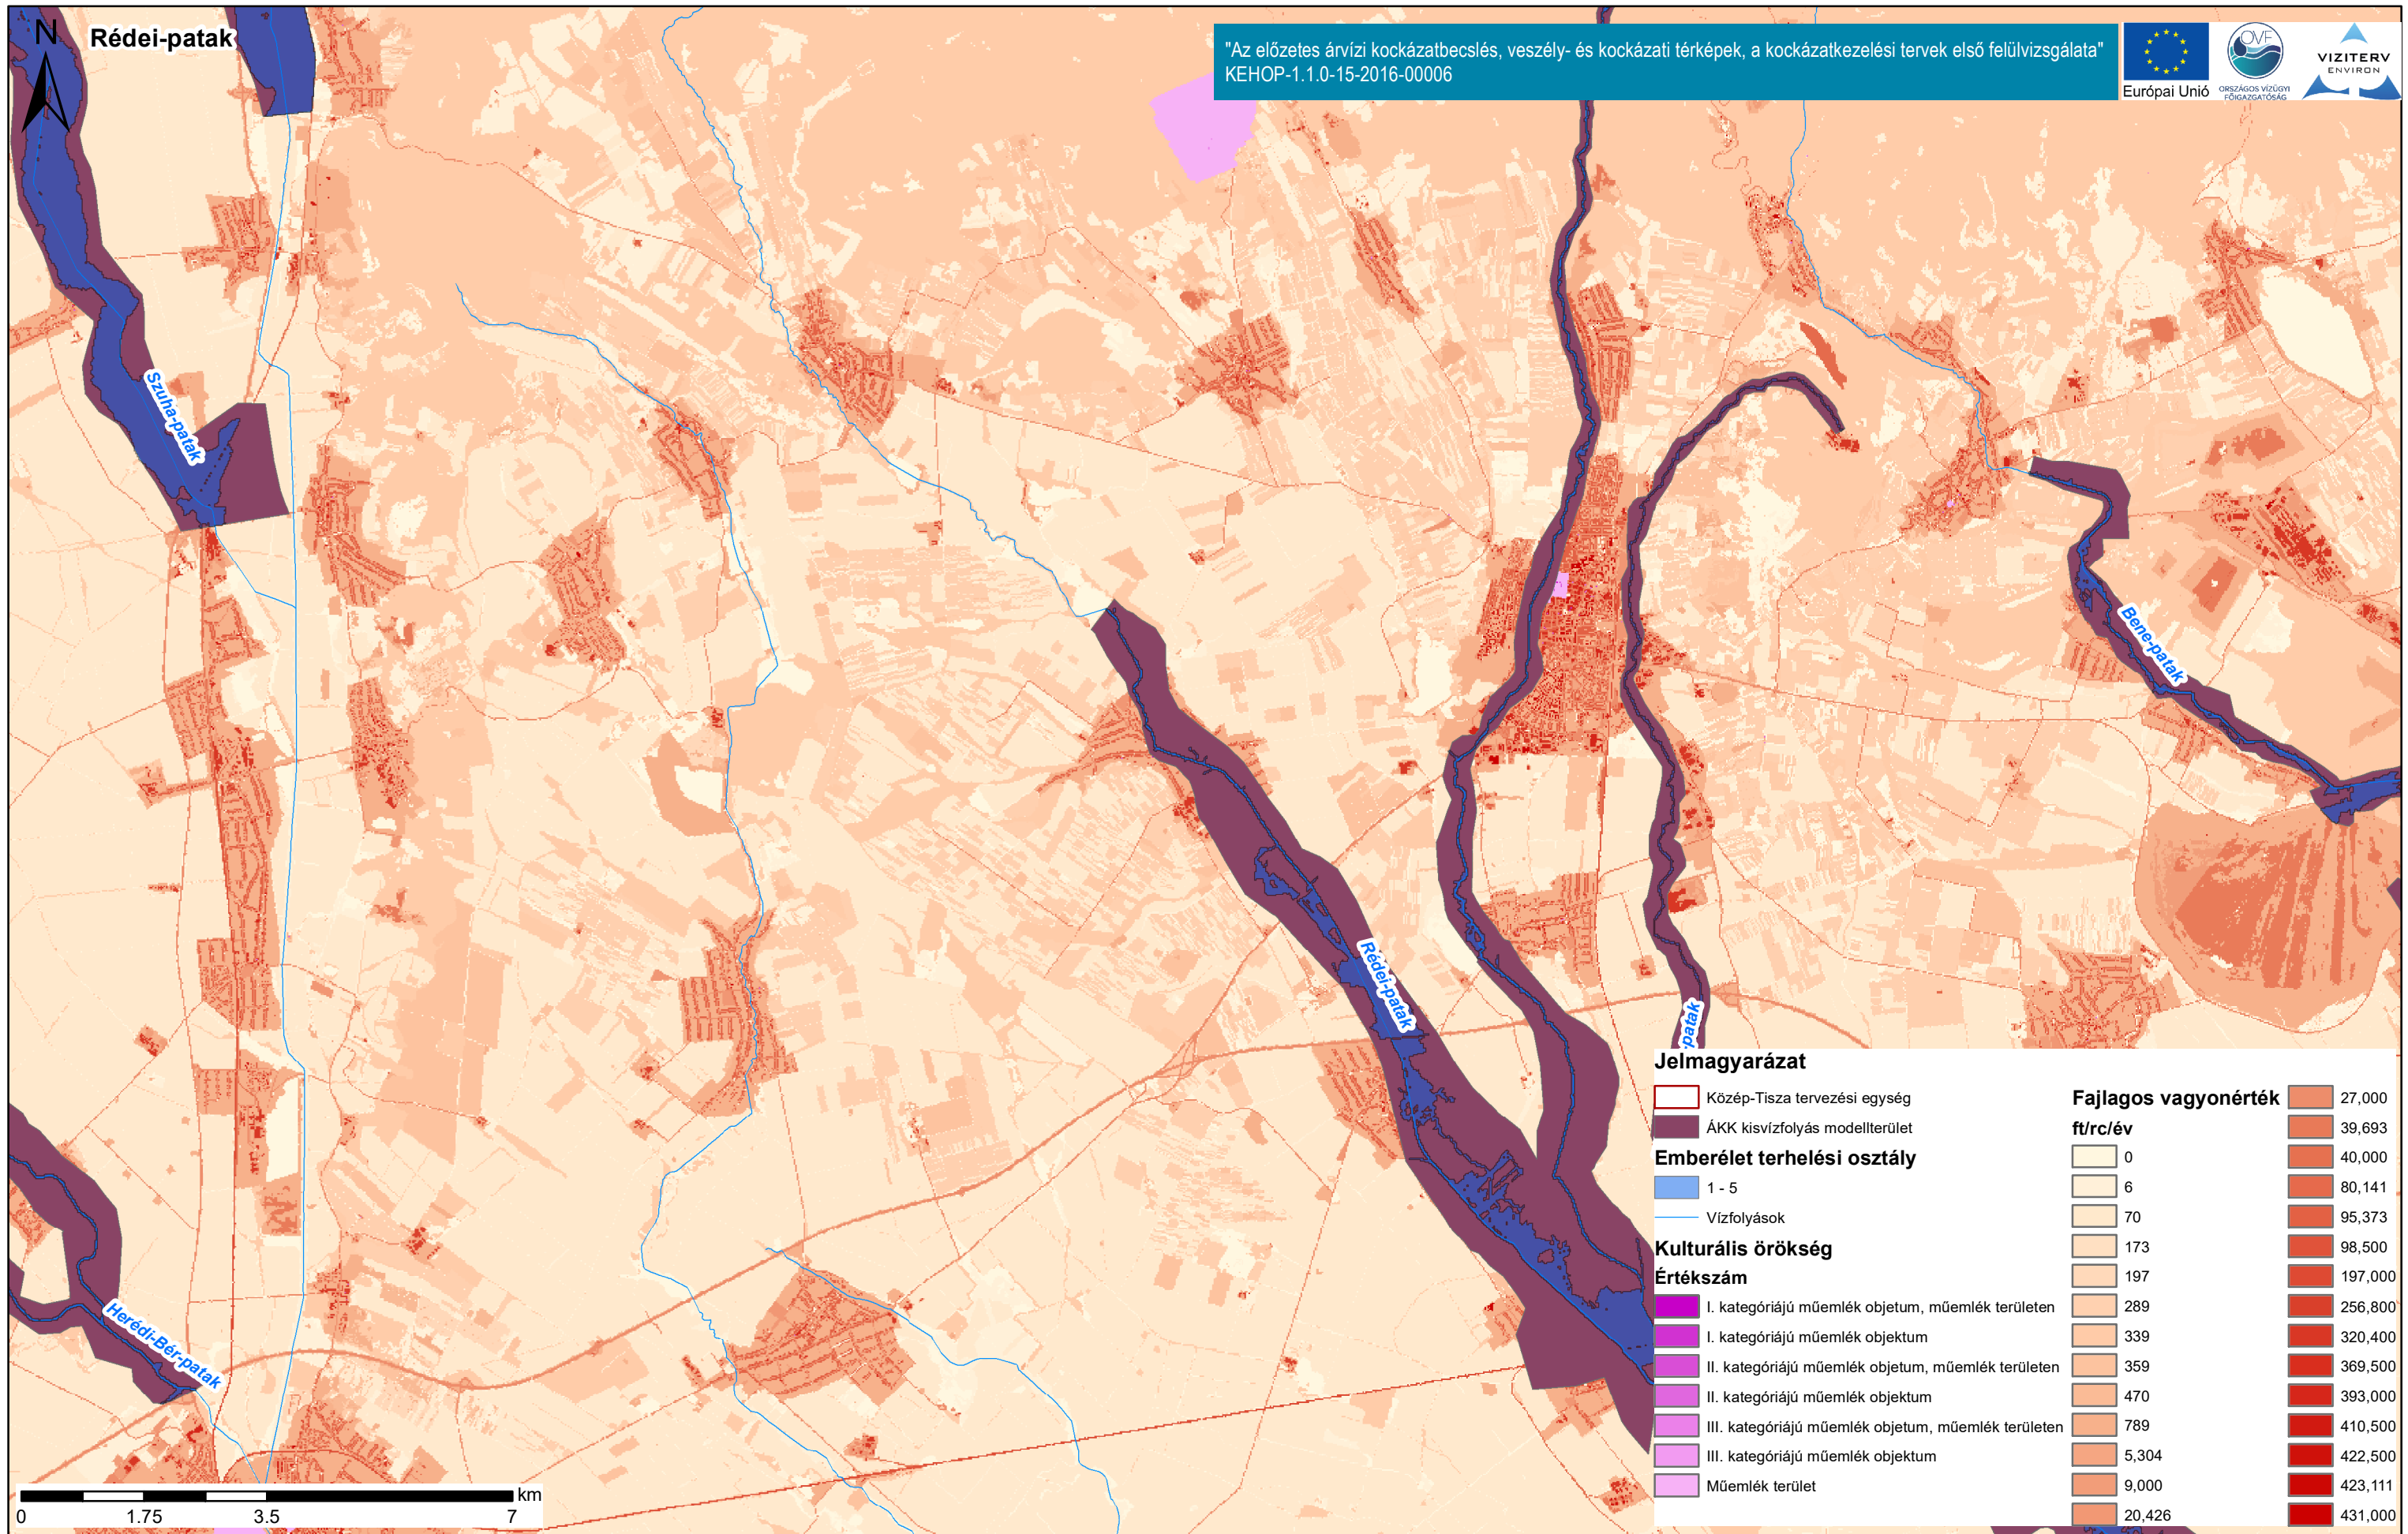 N
Rédei-patak
"Az előzetes árvízi kockázatbecslés, veszély- és kockázati térképek, a kockázatkezelési tervek első felülvizsgálata"
KEHOP-1.1.0-15-2016-00006
Európai Unió
OVF
ORSZÁGOS VÍZÜGYI
FŐIGAZGATÓSÁG
VIZITERV
ENVIRON
Szuha-patak
Bene-patak
Rédei-patak
-patak
Herédi-Bér-patak
Jelmagyarázat
Közép-Tisza tervezési egység
ÁKK kisvízfolyás modellterület
Emberélet terhelési osztály
1 - 5
Vízfolyások
Kulturális örökség
Értékszám
I. kategóriájú műemlék objetum, műemlék területen
I. kategóriájú műemlék objektum
II. kategóriájú műemlék objetum, műemlék területen
II. kategóriájú műemlék objektum
III. kategóriájú műemlék objetum, műemlék területen
III. kategóriájú műemlék objektum
Műemlék terület
Fajlagos vagyonérték
ft/rc/év
0
6
70
173
197
289
339
359
470
789
5,304
9,000
20,426
27,000
39,693
40,000
80,141
95,373
98,500
197,000
256,800
320,400
369,500
393,000
410,500
422,500
423,111
431,000
km
0 1.75 3.5 7